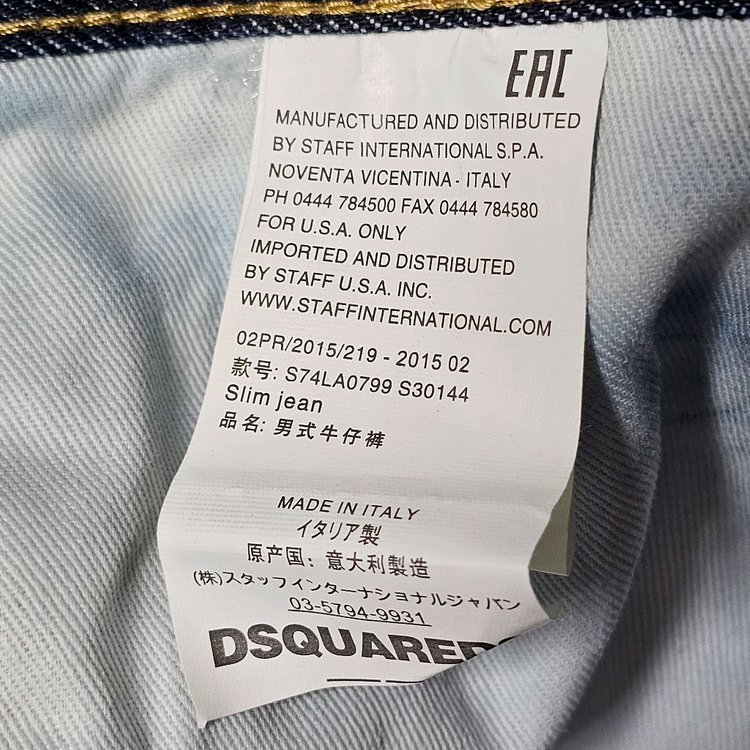 EAC
MANUFACTURED AND DISTRIBUTED
BY STAFF INTERNATIONAL S.P.A.
NOVENTA VICENTINA - ITALY
PH 0444 784500 FAX 0444 784580
FOR U.S.A. ONLY
IMPORTED AND DISTRIBUTED
BY STAFF U.S.A. INC.
WWW.STAFFINTERNATIONAL.COM
02PR/2015/219 - 2015 02
款号: S74LA0799 S30144
Slim jean
品名: 男式牛仔裤
MADE IN ITALY
イタリア製
原产国: 意大利製造
(株)スタッフインターナショナルジャパン
03-5794-9931
DSQUARED